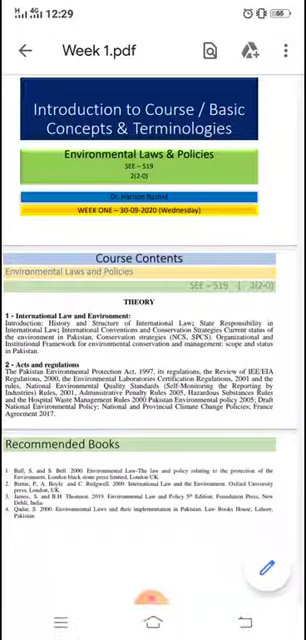 12:29
65
Week 1.pdf
Introduction to Course / Basic
Concepts & Terminologies
Environmental Laws & Policies
SEE – 519
2(2-0)
Dr. Haroon Rashid
WEEK ONE – 30-09-2020 (Wednesday)
Course Contents
Environmental Laws and Policies
SEE – 519 | 2(2-0)
THEORY
1 - International Law and Environment:
Introduction; History and Structure of International Law; State Responsibility in
International Law; International Conventions and Conservation Strategies Current status of
the environment in Pakistan. Conservation strategies (NCS, SPCS). Organizational and
Institutional Framework for environmental conservation and management: scope and status
in Pakistan.
2 - Acts and regulations
The Pakistan Environmental Protection Act, 1997, its regulations, the Review of IEE/EIA
Regulations, 2000, the Environmental Laboratories Certification Regulations, 2001 and the
rules, National Environmental Quality Standards (Self-Monitoring the Reporting by
Industries) Rules, 2001, Administrative Penalty Rules 2005, Hazardous Substances Rules
and the Hospital Waste Management Rules 2000 Pakistan Environmental policy 2005; Draft
National Environmental Policy; National and Provincial Climate Change Policies; France
Agreement 2017.
Recommended Books
1 Ball, S. and S. Bell. 2000. Environmental Law-The law and policy relating to the protection of the
Environment, London black stone press limited, London UK.
2. Birnie, P., A. Boyle and C. Redgwell. 2009. International Law and the Environment. Oxford University
press, London, UK.
3. James, S. and B.H Thomson. 2019. Environmental Law and Policy 5th Edition. Foundation Press, New
Dehli, India
4. Qadar, S. 2000. Environmental Laws and their implementation in Pakistan. Law Books House, Lahore,
Pakistan.